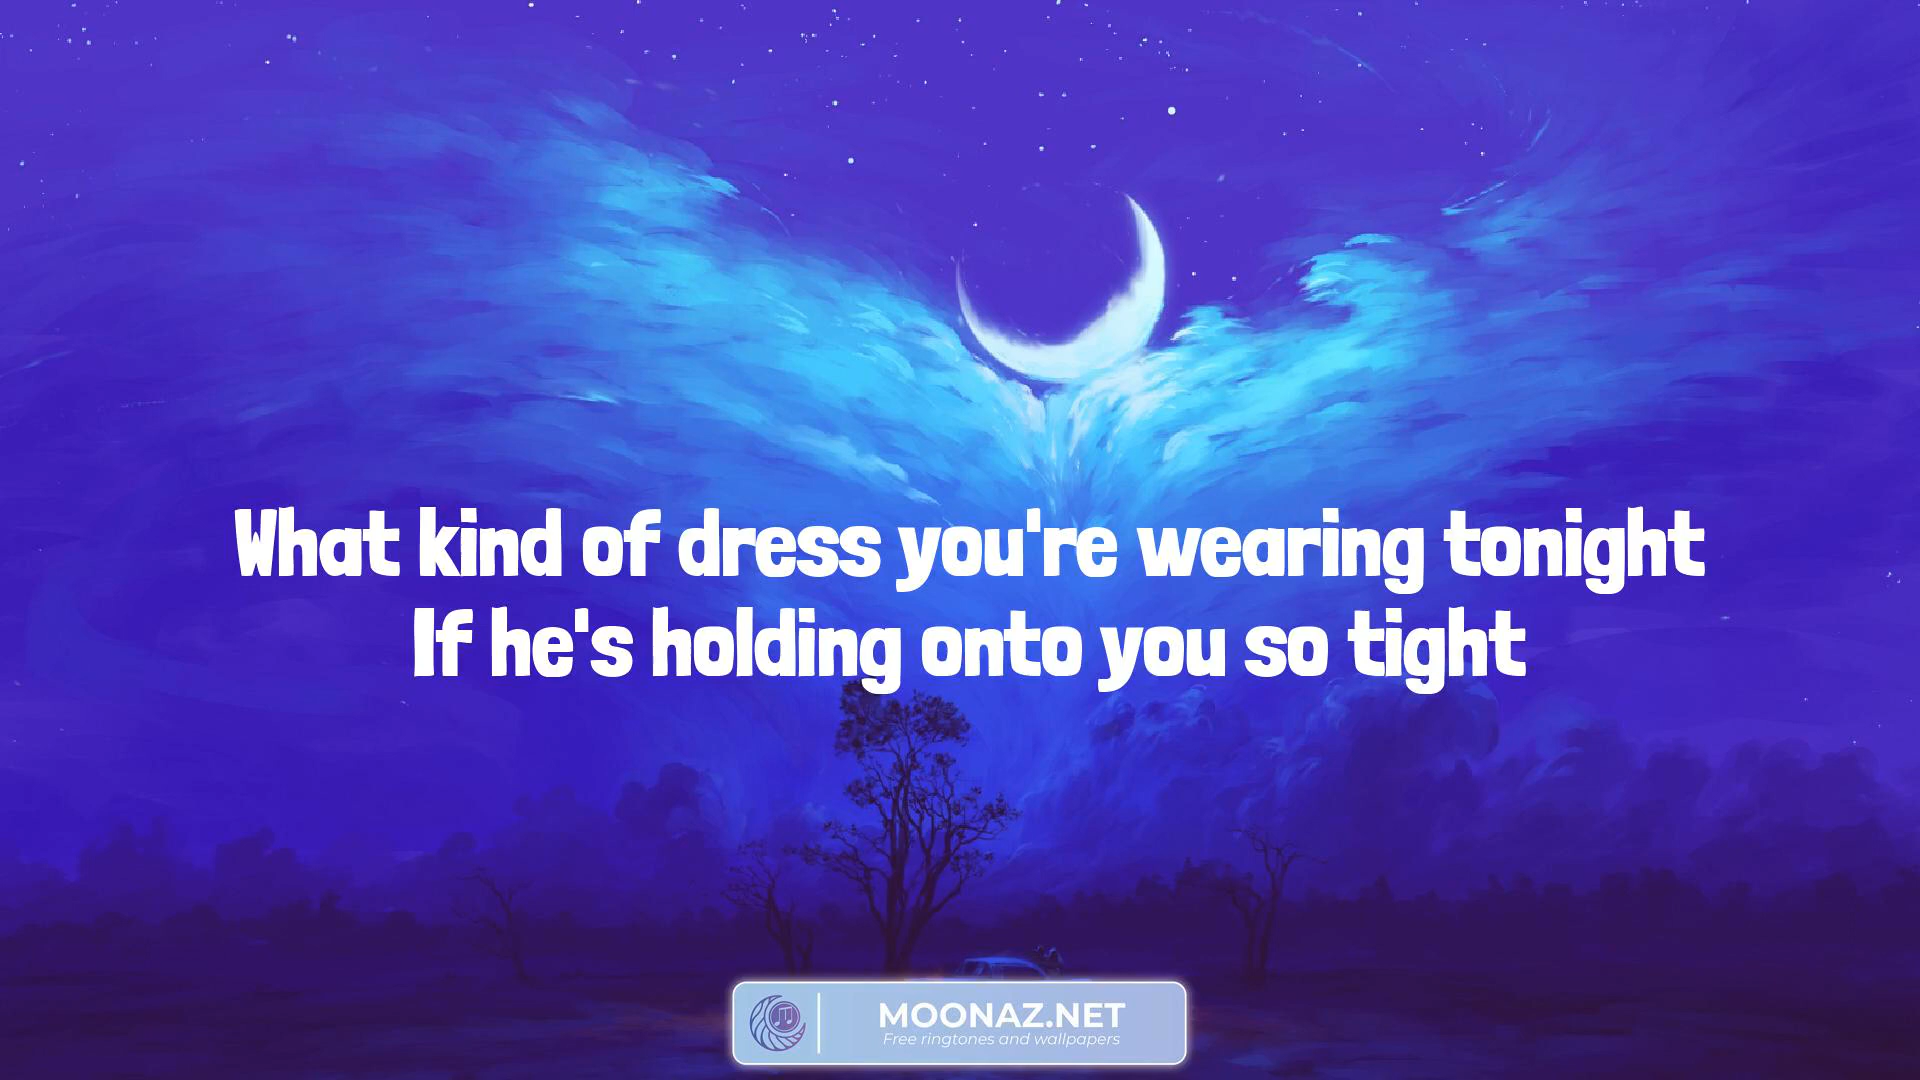 What kind of dress you're wearing tonight
If he's holding onto you so tight
MOONAZ.NET
Free ringtones and wallpapers